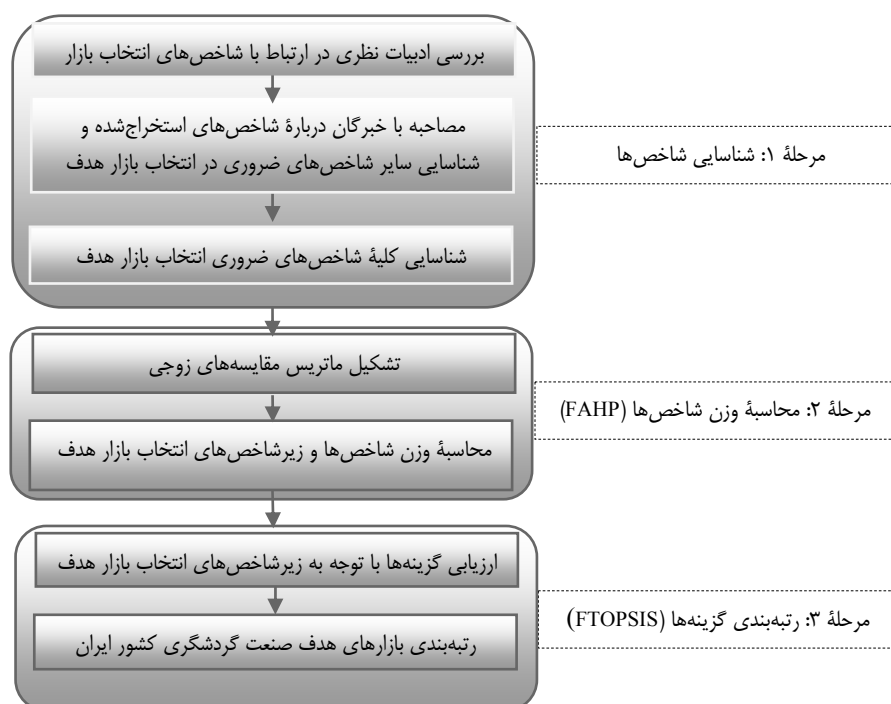 بررسی ادبیات نظری در ارتباط با شاخص‌های انتخاب بازار
مصاحبه با خبرگان دربارهٔ شاخص‌های استخراج‌شده و
شناسایی سایر شاخص‌های ضروری در انتخاب بازار هدف
شناسایی کلیهٔ شاخص‌های ضروری انتخاب بازار هدف
مرحلهٔ ۱: شناسایی شاخص‌ها
تشکیل ماتریس مقایسه‌های زوجی
محاسبهٔ وزن شاخص‌ها و زیرشاخص‌های انتخاب بازار هدف
مرحلهٔ ۲: محاسبهٔ وزن شاخص‌ها (FAHP)
ارزیابی گزینه‌ها با توجه به زیرشاخص‌های انتخاب بازار هدف
رتبه‌بندی بازارهای هدف صنعت گردشگری کشور ایران
مرحلهٔ ۳: رتبه‌بندی گزینه‌ها (FTOPSIS)